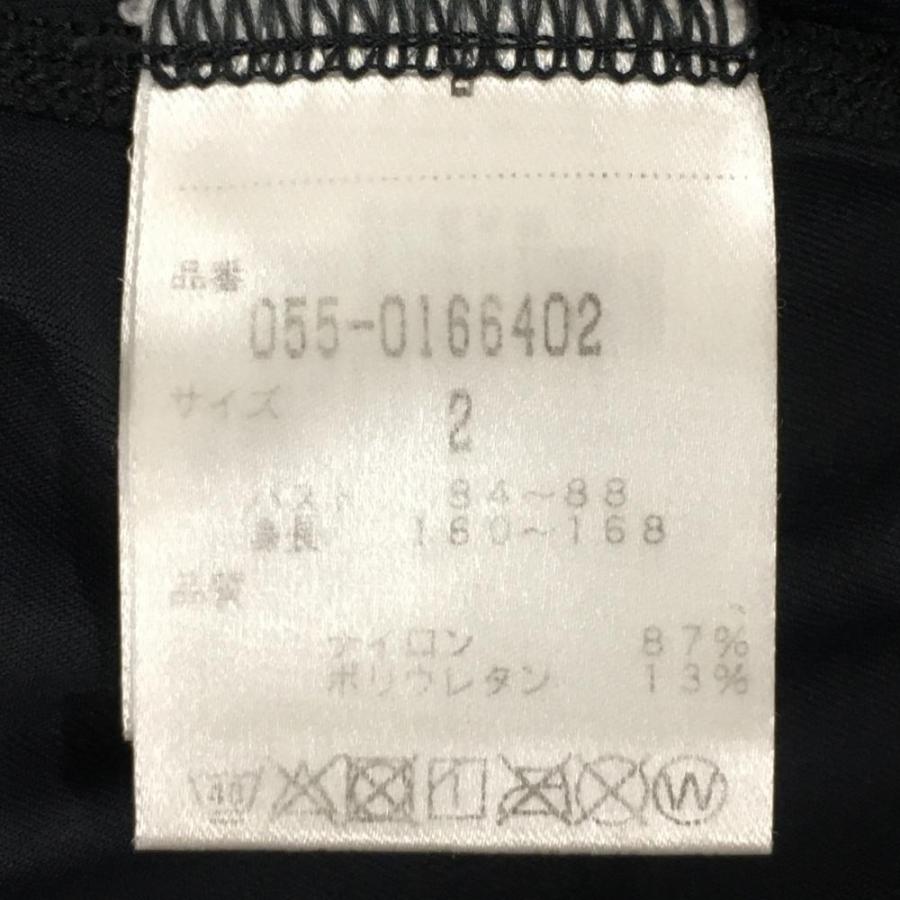 品番
055-0166402
サイズ
2
バスト 84～88
身長 160～168
品質
ナイロン 87%
ポリウレタン 13%
40 W